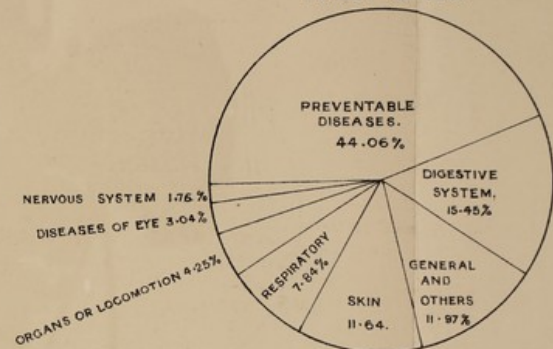 PREVENTABLE
DISEASES.
44.06%
DIGESTIVE
SYSTEM,
15.45%
GENERAL
AND
OTHERS
11.97%
SKIN
11.64.
RESPIRATORY
7.84%
ORGANS OR LOCOMOTION 4.25%
DISEASES OF EYE 3.04%
NERVOUS SYSTEM 1.76.%